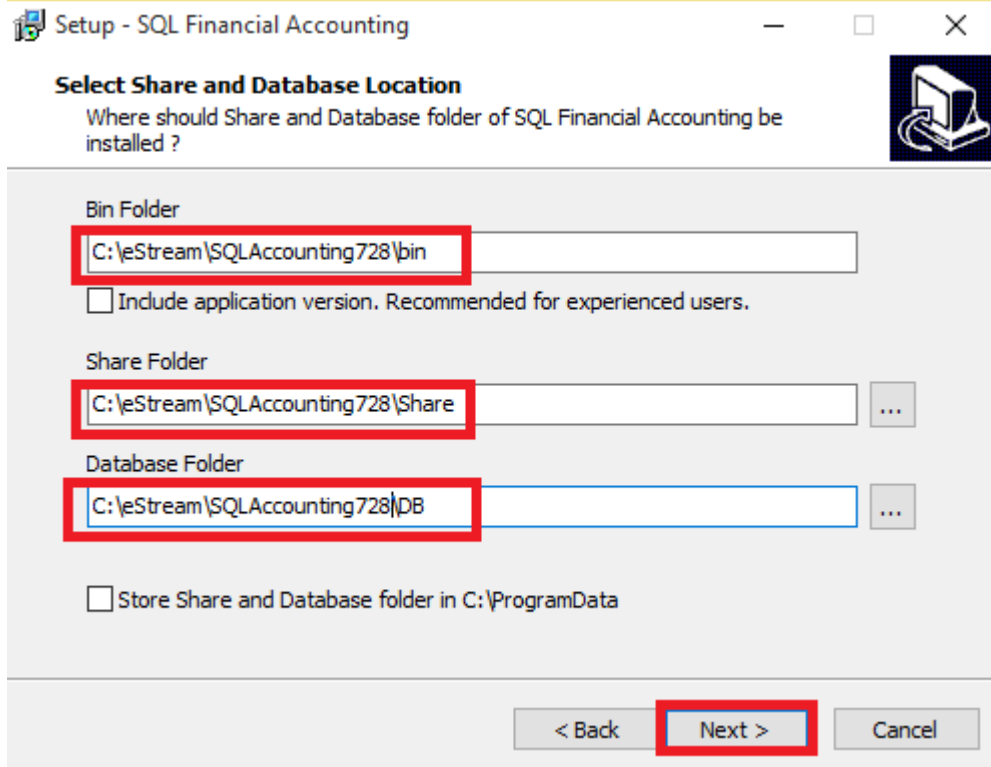 Setup - SQL Financial Accounting
Select Share and Database Location
Where should Share and Database folder of SQL Financial Accounting be
installed ?
Bin Folder
C:\eStream\SQLAccounting728\bin
Include application version. Recommended for experienced users.
Share Folder
C:\eStream\SQLAccounting728\Share
...
Database Folder
C:\eStream\SQLAccounting728\DB
...
Store Share and Database folder in C:\ProgramData
< Back
Next >
Cancel